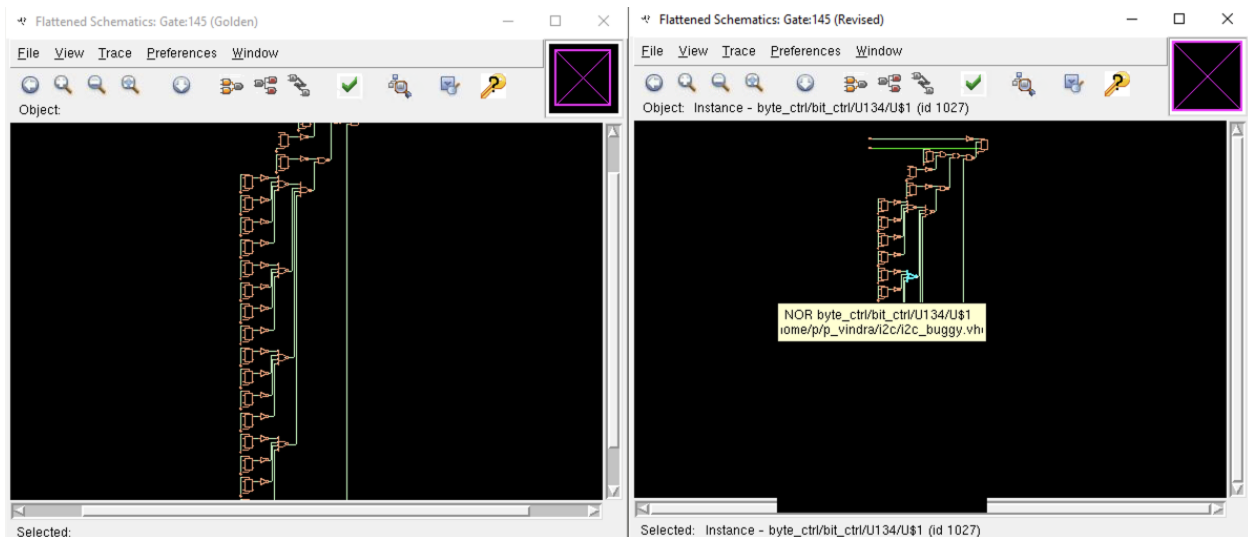 Flattened Schematics: Gate:145 (Golden)
File View Trace Preferences Window
Object:
Selected:
Flattened Schematics: Gate:145 (Revised)
File View Trace Preferences Window
Object: Instance - byte_ctrl/bit_ctrl/U134/U$1 (id 1027)
NOR byte_ctrl/bit_ctrl/U134/U$1
ome/p/p_vindra/i2c/i2c_buggy.vh
Selected: Instance - byte_ctrl/bit_ctrl/U134/U$1 (id 1027)